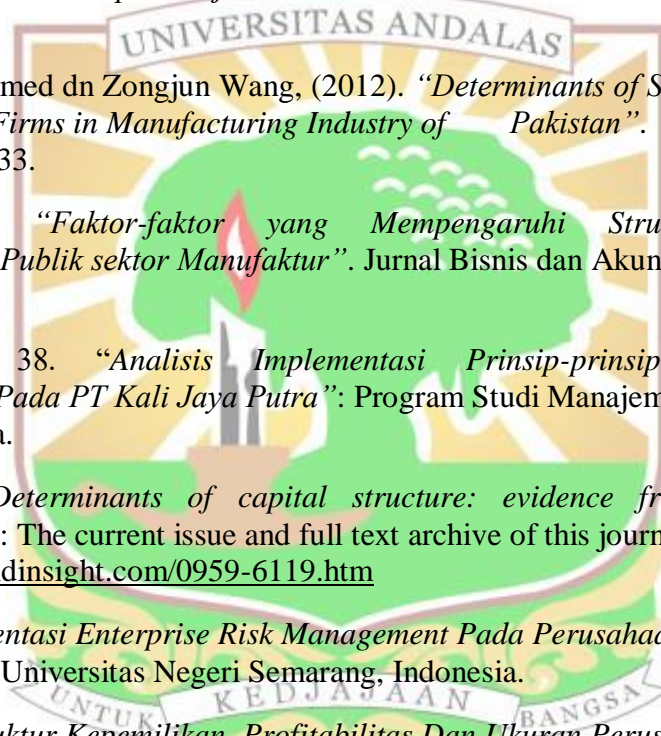 UNIVERSITAS ANDALAS
med dn Zongjun Wang, (2012). “Determinants of S
Firms in Manufacturing Industry of Pakistan”.
33.
“Faktor-faktor yang Mempengaruhi Stru
Publik sektor Manufaktur”. Jurnal Bisnis dan Akun
38. “Analisis Implementasi Prinsip-prinsip
Pada PT Kali Jaya Putra”: Program Studi Manajem
a.
Determinants of capital structure: evidence fr
: The current issue and full text archive of this journ
ldinsight.com/0959-6119.htm
entasi Enterprise Risk Management Pada Perusahaa
Universitas Negeri Semarang, Indonesia.
UNTUK KEDJAJAAN BANGSA
uktur Kepemilikan, Profitabilitas Dan Ukuran Perus